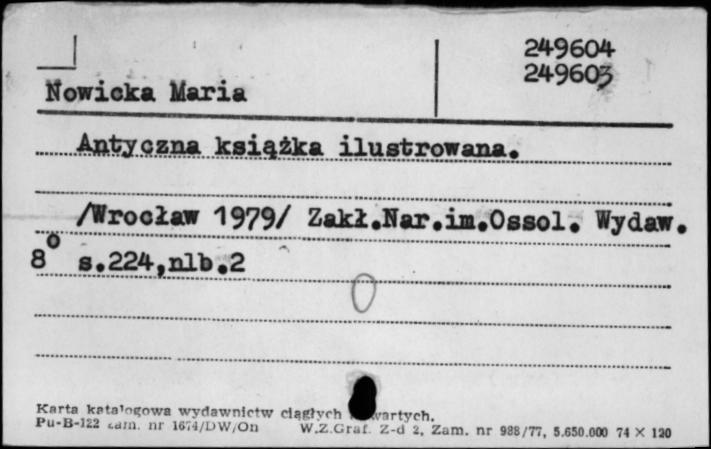 249604
249603
Nowicka Maria
Antyczna książka ilustrowana.
/Wrocław 1979/ Zakł.Nar.im.Ossol. Wydaw.
8° s.224,nlb.2
Karta katalogowa wydawnictw ciągłych wartych.
Pu-B-122 zam. nr 1674/DW/On W.Z.Graf. Z-d 2, Zam. nr 988/77, 5.650.000 74 × 120